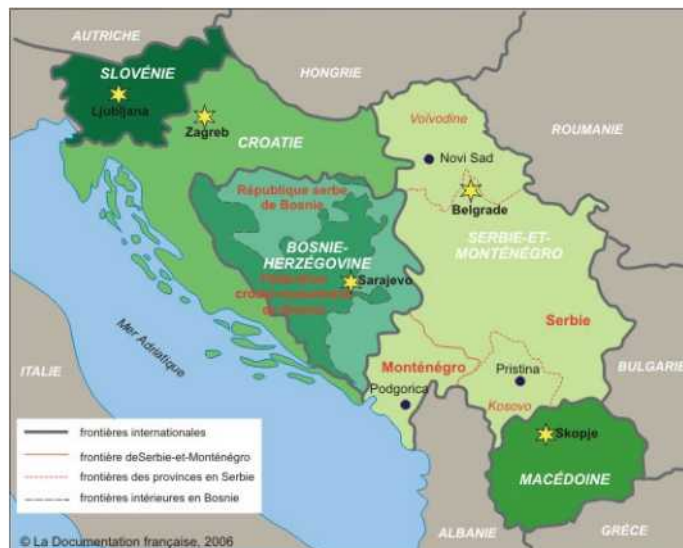 AUTRICHE
HONGRIE
SLOVÉNIE
Ljubljana
Zagreb
CROATIE
ROUMANIE
Voïvodine
Novi Sad
Belgrade
République serbe
de Bosnie
BOSNIE-
HERZÉGOVINE
Sarajevo
SERBIE-ET-
MONTÉNÉGRO
Serbie
Mer Adriatique
ITALIE
Monténégro
Podgorica
Pristina
Kosovo
BULGARIE
Skopje
MACÉDOINE
ALBANIE
GRÈCE
frontières internationales
frontière deSerbie-et-Monténégro
frontières des provinces en Serbie
frontières intérieures en Bosnie
© La Documentation française, 2006